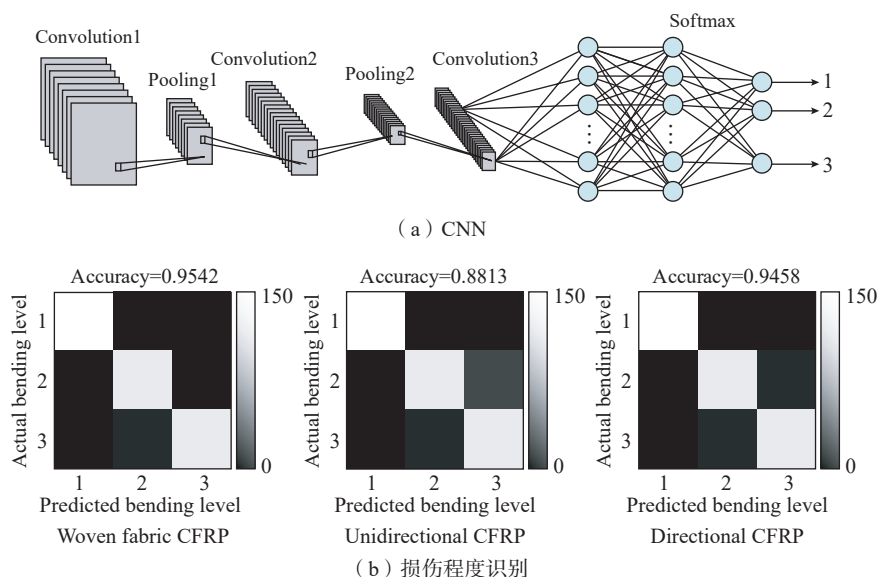 Softmax
Convolution1
Convolution2
Convolution3
Pooling1
Pooling2
1
2
⋮
⋮
3
（a）CNN
Accuracy=0.9542
Accuracy=0.8813
Accuracy=0.9458
Actual bending level
1
2
3
150
0
1 2 3
Predicted bending level
Woven fabric CFRP
Actual bending level
1
2
3
150
0
1 2 3
Predicted bending level
Unidirectional CFRP
Actual bending level
1
2
3
150
0
1 2 3
Predicted bending level
Directional CFRP
（b）损伤程度识别